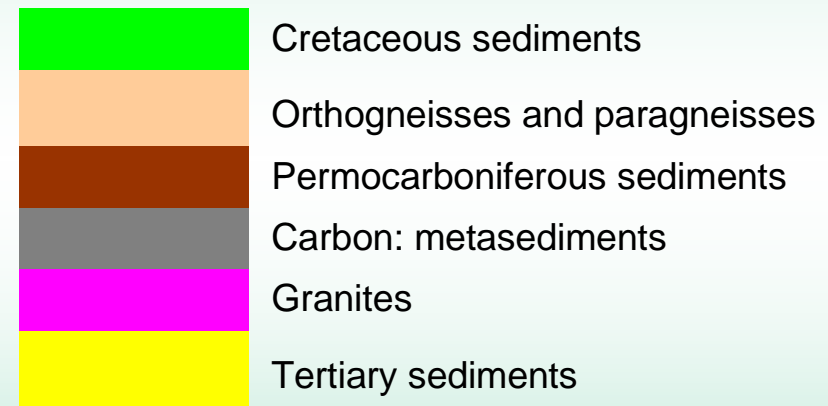 Cretaceous sediments
Orthogneisses and paragneisses
Permocarboniferous sediments
Carbon: metasediments
Granites
Tertiary sediments